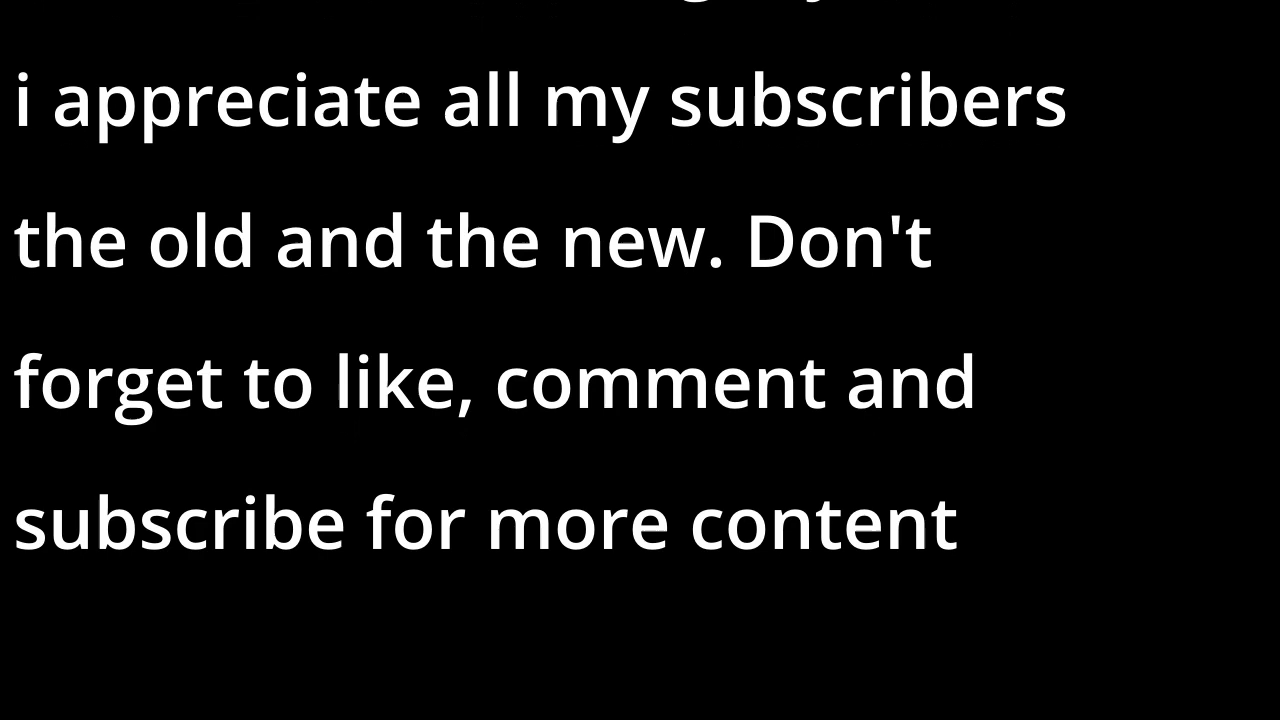 i appreciate all my subscribers
the old and the new. Don't
forget to like, comment and
subscribe for more content